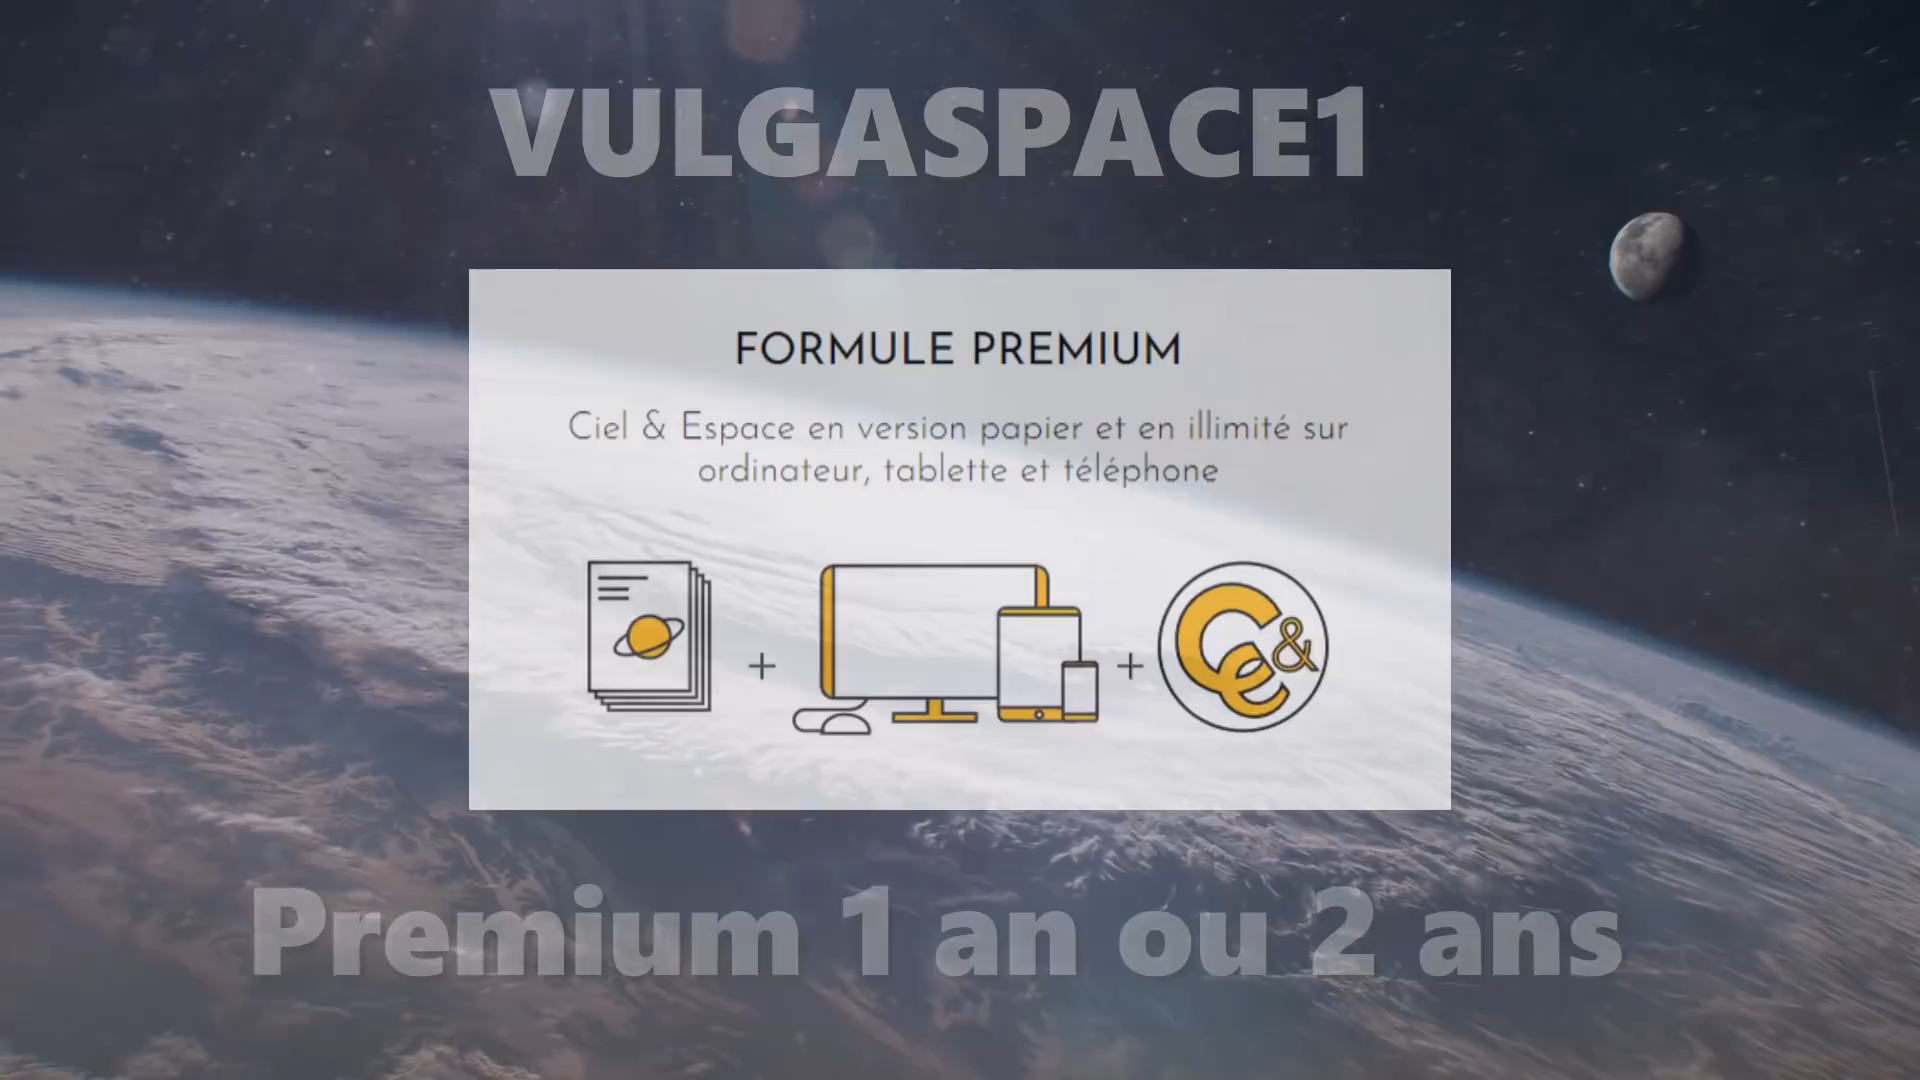 VULGASPACE1
FORMULE PREMIUM
Ciel & Espace en version papier et en illimité sur
ordinateur, tablette et téléphone
+ + Ce&
Premium 1 an ou 2 ans